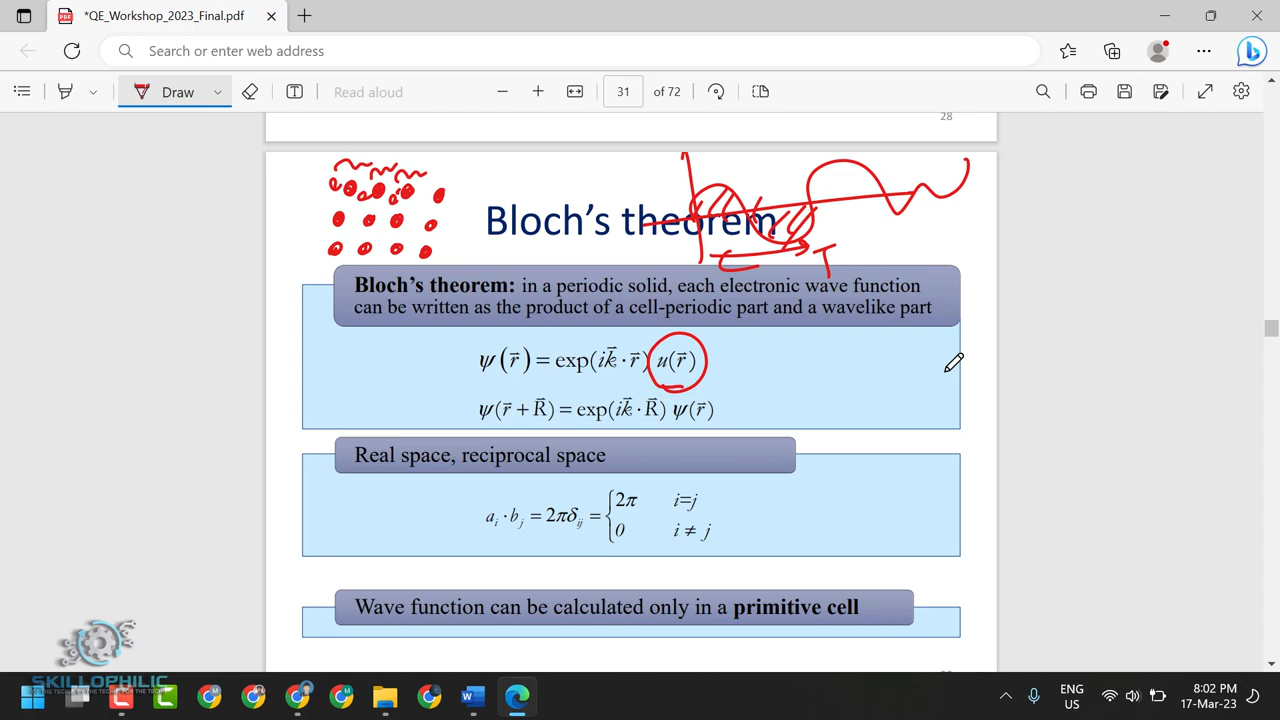 *QE_Workshop_2023_Final.pdf
Search or enter web address
Draw
Read aloud
31 of 72
28
Bloch's theorem
T
Bloch's theorem: in a periodic solid, each electronic wave function
can be written as the product of a cell-periodic part and a wavelike part
ψ(r⃗) = exp(ik⃗·r⃗) u(r⃗)
ψ(r⃗ + R⃗) = exp(ik⃗·R⃗) ψ(r⃗)
Real space, reciprocal space
aᵢ · bⱼ = 2πδᵢⱼ = { 2π i=j
0 i ≠ j
Wave function can be calculated only in a primitive cell
SKILLOPHILIC
ENG
US
8:02 PM
17-Mar-23